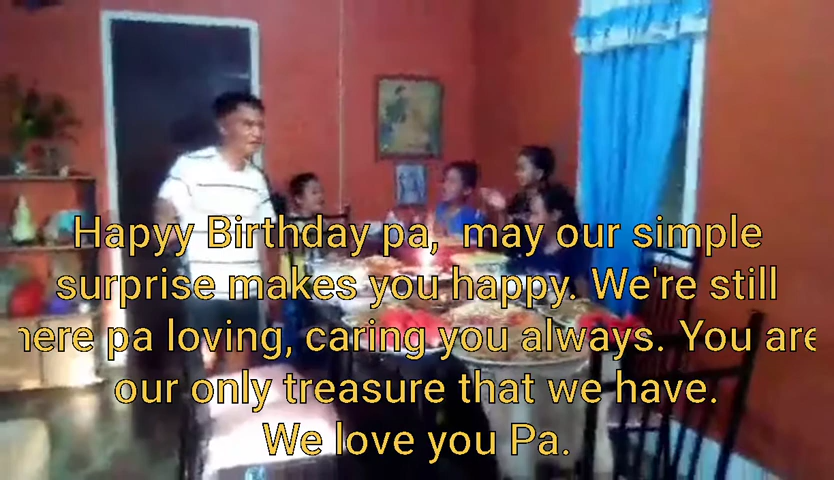 Hapyy Birthday pa, may our simple
surprise makes you happy. We're still
here pa loving, caring you always. You are
our only treasure that we have.
We love you Pa.